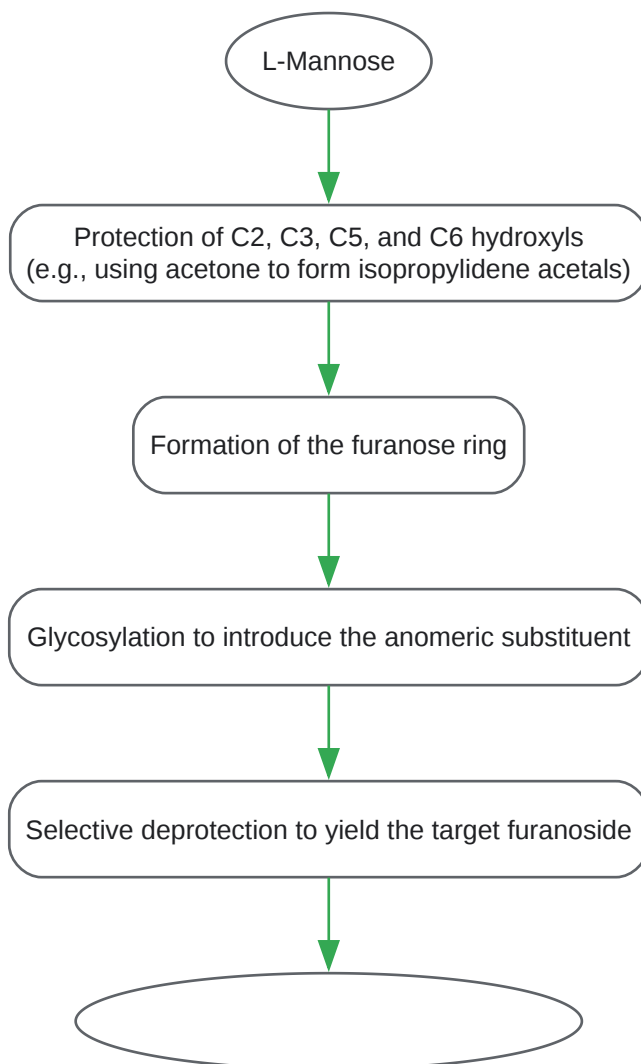 L-Mannose
Protection of C2, C3, C5, and C6 hydroxyls
(e.g., using acetone to form isopropylidene acetals)
Formation of the furanose ring
Glycosylation to introduce the anomeric substituent
Selective deprotection to yield the target furanoside